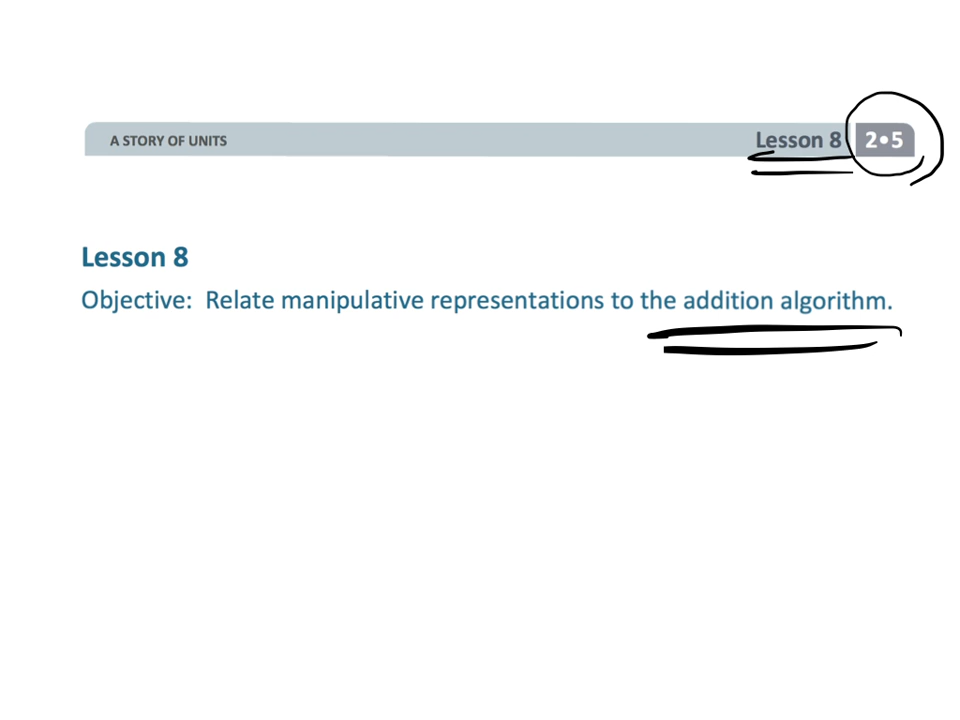 A STORY OF UNITS Lesson 8 2•5
Lesson 8
Objective: Relate manipulative representations to the addition algorithm.